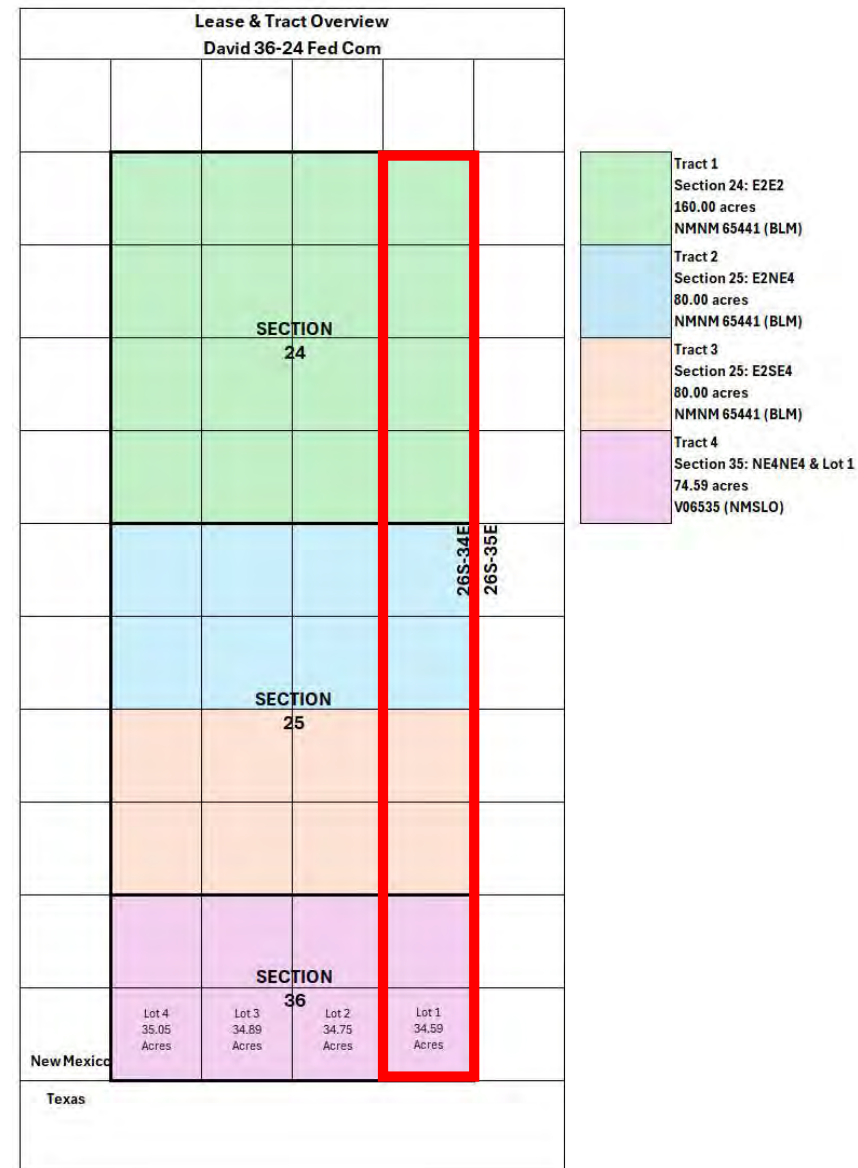 Lease & Tract Overview
David 36-24 Fed Com
Tract 1
Section 24: E2E2
160.00 acres
NMNM 65441 (BLM)
Tract 2
Section 25: E2NE4
80.00 acres
NMNM 65441 (BLM)
Tract 3
Section 25: E2SE4
80.00 acres
NMNM 65441 (BLM)
Tract 4
Section 35: NE4NE4 & Lot 1
74.59 acres
V06535 (NMSLO)
SECTION
24
26S-34E
26S-35E
SECTION
25
SECTION
36
Lot 4
35.05
Acres
Lot 3
34.89
Acres
Lot 2
34.75
Acres
Lot 1
34.59
Acres
New Mexico
Texas